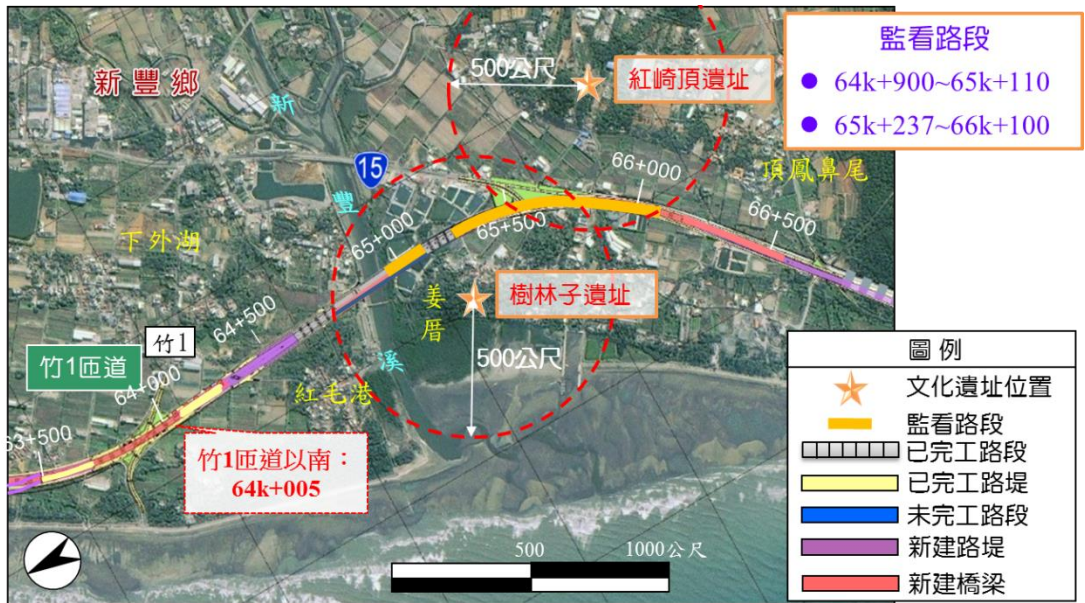 監看路段
● 64k+900~65k+110
● 65k+237~66k+100
新豐鄉
500公尺
紅崎頂遺址
新
15
豐
66+000
頂鳳鼻尾
66+500
65+000
65+500
下外湖
樹林子遺址
姜厝
500公尺
64+500
竹1
竹1匝道
64+000
溪
紅毛港
63+500
竹1匝道以南：
64k+005
500
1000公尺
圖例
文化遺址位置
監看路段
已完工路段
已完工路堤
未完工路段
新建路堤
新建橋梁